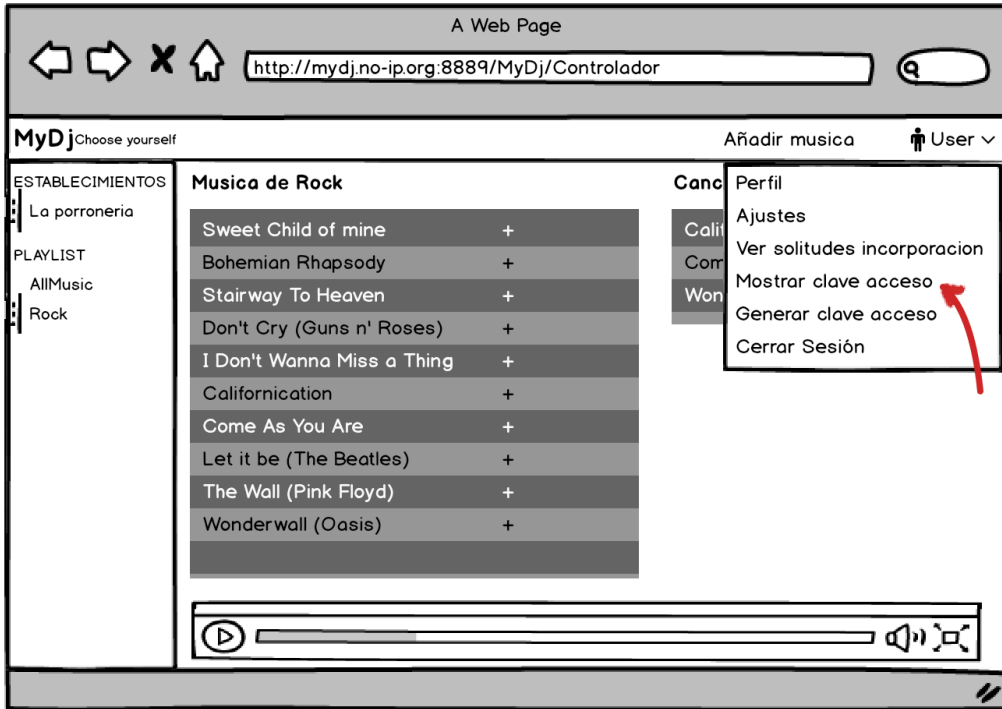 A Web Page
http://mydj.no-ip.org:8889/MyDj/Controlador
MyDj Choose yourself
Añadir musica
User
ESTABLECIMIENTOS
La porroneria
PLAYLIST
AllMusic
Rock
Musica de Rock
Sweet Child of mine +
Bohemian Rhapsody +
Stairway To Heaven +
Don't Cry (Guns n' Roses) +
I Don't Wanna Miss a Thing +
Californication +
Come As You Are +
Let it be (The Beatles) +
The Wall (Pink Floyd) +
Wonderwall (Oasis) +
Canc
Calif
Com
Won
Perfil
Ajustes
Ver solitudes incorporacion
Mostrar clave acceso
Generar clave acceso
Cerrar Sesión